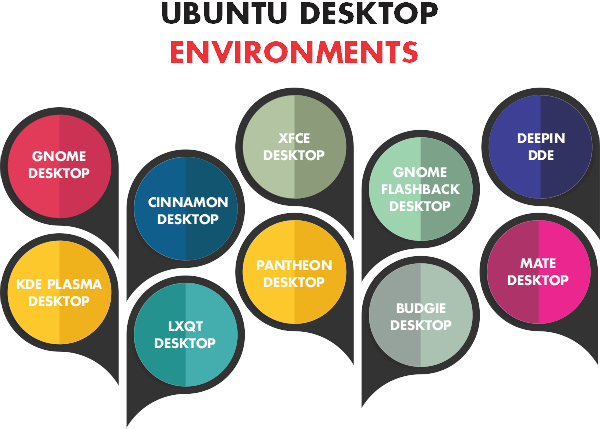 UBUNTU DESKTOP
ENVIRONMENTS
GNOME
DESKTOP
CINNAMON
DESKTOP
XFCE
DESKTOP
GNOME
FLASHBACK
DESKTOP
DEEPIN
DDE
KDE PLASMA
DESKTOP
LXQT
DESKTOP
PANTHEON
DESKTOP
BUDGIE
DESKTOP
MATE
DESKTOP